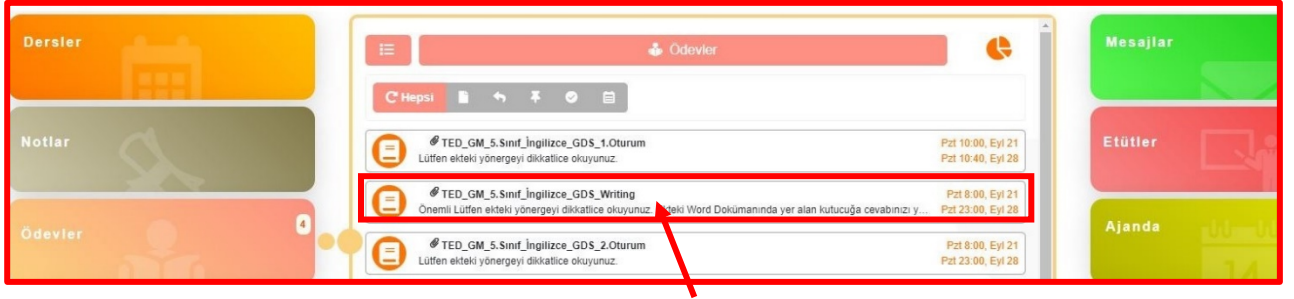 Dersler
Notlar
Ödevler
4
Ödevler
Hepsi
TED_GM_5.Sınıf_İngilizce_GDS_1.Oturum
Pzt 10:00, Eyl 21
Lütfen ekteki yönergeyi dikkatlice okuyunuz.
Pzt 10:40, Eyl 28
TED_GM_5.Sınıf_İngilizce_GDS_Writing
Pzt 8:00, Eyl 21
Önemli Lütfen ekteki yönergeyi dikkatlice okuyunuz. Word Dokümanında yer alan kutucuğa cevabınızı y...
Pzt 23:00, Eyl 28
TED_GM_5.Sınıf_İngilizce_GDS_2.Oturum
Pzt 8:00, Eyl 21
Lütfen ekteki yönergeyi dikkatlice okuyunuz.
Pzt 23:00, Eyl 28
Mesajlar
Etütler
Ajanda
14